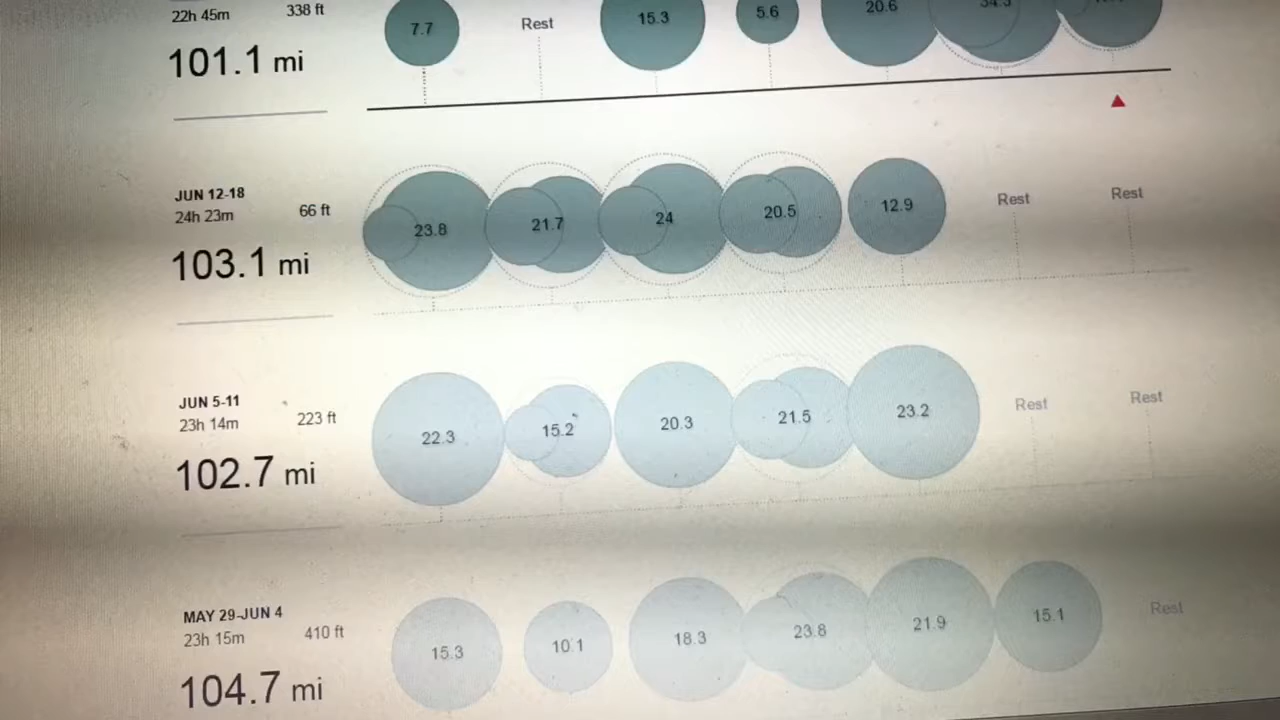 22h 45m 338 ft
101.1 mi
7.7 Rest 15.3 5.6 20.6 34.3
JUN 12-18
24h 23m 66 ft
103.1 mi
23.8 21.7 24 20.5 12.9 Rest Rest
JUN 5-11
23h 14m 223 ft
102.7 mi
22.3 15.2 20.3 21.5 23.2 Rest Rest
MAY 29-JUN 4
23h 15m 410 ft
104.7 mi
15.3 10.1 18.3 23.8 21.9 15.1 Rest